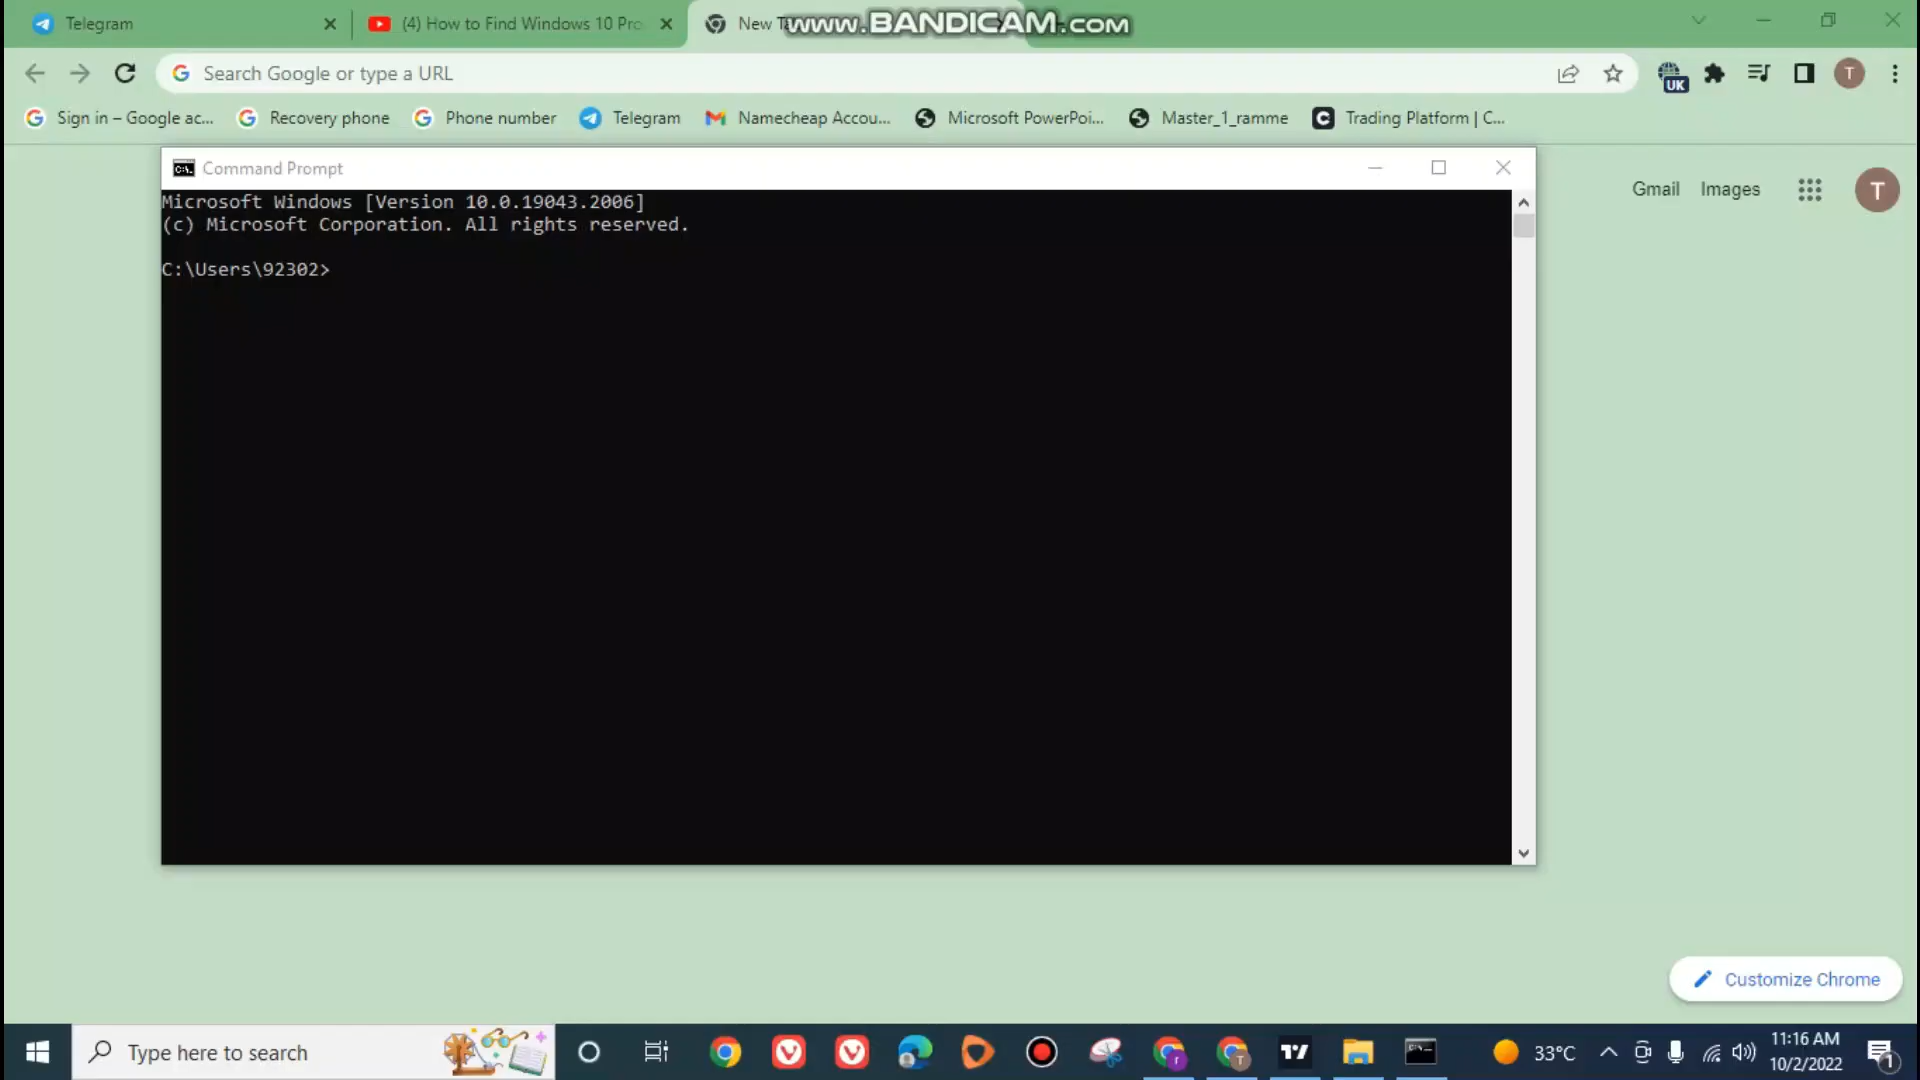 Telegram
(4) How to Find Windows 10 Pro
New
www.BANDICAM.com
Search Google or type a URL
UK
T
Sign in – Google ac...
Recovery phone
Phone number
Telegram
Namecheap Accou...
Microsoft PowerPoi...
Master_1_ramme
Trading Platform | C...
Command Prompt
Gmail
Images
T
Microsoft Windows [Version 10.0.19043.2006]
(c) Microsoft Corporation. All rights reserved.
C:\Users\92302>
Customize Chrome
Type here to search
33°C
11:16 AM
10/2/2022
1